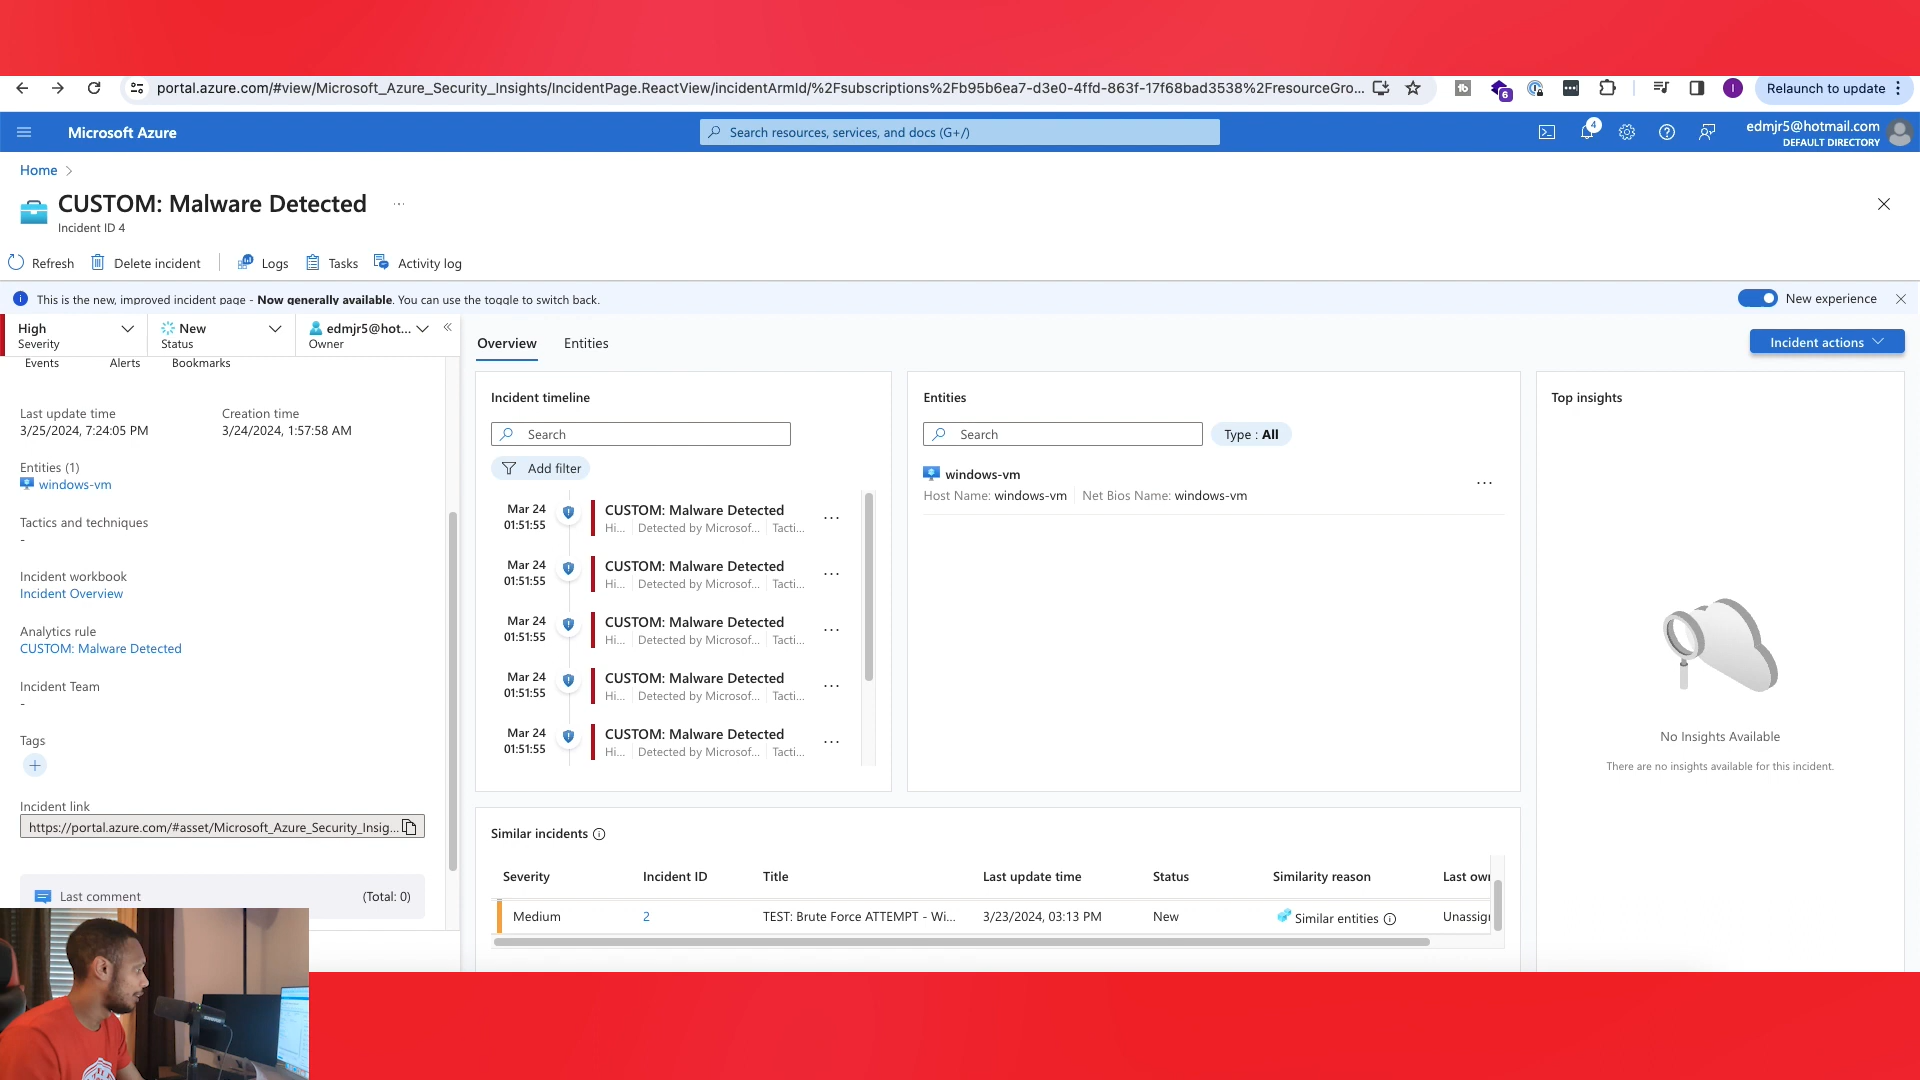 portal.azure.com/#view/Microsoft_Azure_Security_Insights/IncidentPage.ReactView/incidentArmId/%2Fsubscriptions%2Fb95b6ea7-d3e0-4ffd-863f-17f68bad3538%2FresourceGro...
6
I
Relaunch to update
Microsoft Azure
Search resources, services, and docs (G+/)
4
edmjr5@hotmail.com
DEFAULT DIRECTORY
Home
CUSTOM: Malware Detected
...
Incident ID 4
Refresh
Delete incident
Logs
Tasks
Activity log
This is the new, improved incident page - Now generally available. You can use the toggle to switch back.
New experience
High
Severity
New
Status
edmjr5@hot...
Owner
Events
Alerts
Bookmarks
Last update time
3/25/2024, 7:24:05 PM
Creation time
3/24/2024, 1:57:58 AM
Entities (1)
windows-vm
Tactics and techniques
-
Incident workbook
Incident Overview
Analytics rule
CUSTOM: Malware Detected
Incident Team
-
Tags
Incident link
https://portal.azure.com/#asset/Microsoft_Azure_Security_Insig...
Last comment
(Total: 0)
Overview
Entities
Incident actions
Incident timeline
Search
Add filter
Mar 24
01:51:55
CUSTOM: Malware Detected
Hi... Detected by Microsof... Tacti...
Mar 24
01:51:55
CUSTOM: Malware Detected
Hi... Detected by Microsof... Tacti...
Mar 24
01:51:55
CUSTOM: Malware Detected
Hi... Detected by Microsof... Tacti...
Mar 24
01:51:55
CUSTOM: Malware Detected
Hi... Detected by Microsof... Tacti...
Mar 24
01:51:55
CUSTOM: Malware Detected
Hi... Detected by Microsof... Tacti...
Entities
Search
Type : All
windows-vm
Host Name: windows-vm
Net Bios Name: windows-vm
Top insights
No Insights Available
There are no insights available for this incident.
Similar incidents
Severity
Incident ID
Title
Last update time
Status
Similarity reason
Last own
Medium
2
TEST: Brute Force ATTEMPT - Wi...
3/23/2024, 03:13 PM
New
Similar entities
Unassig